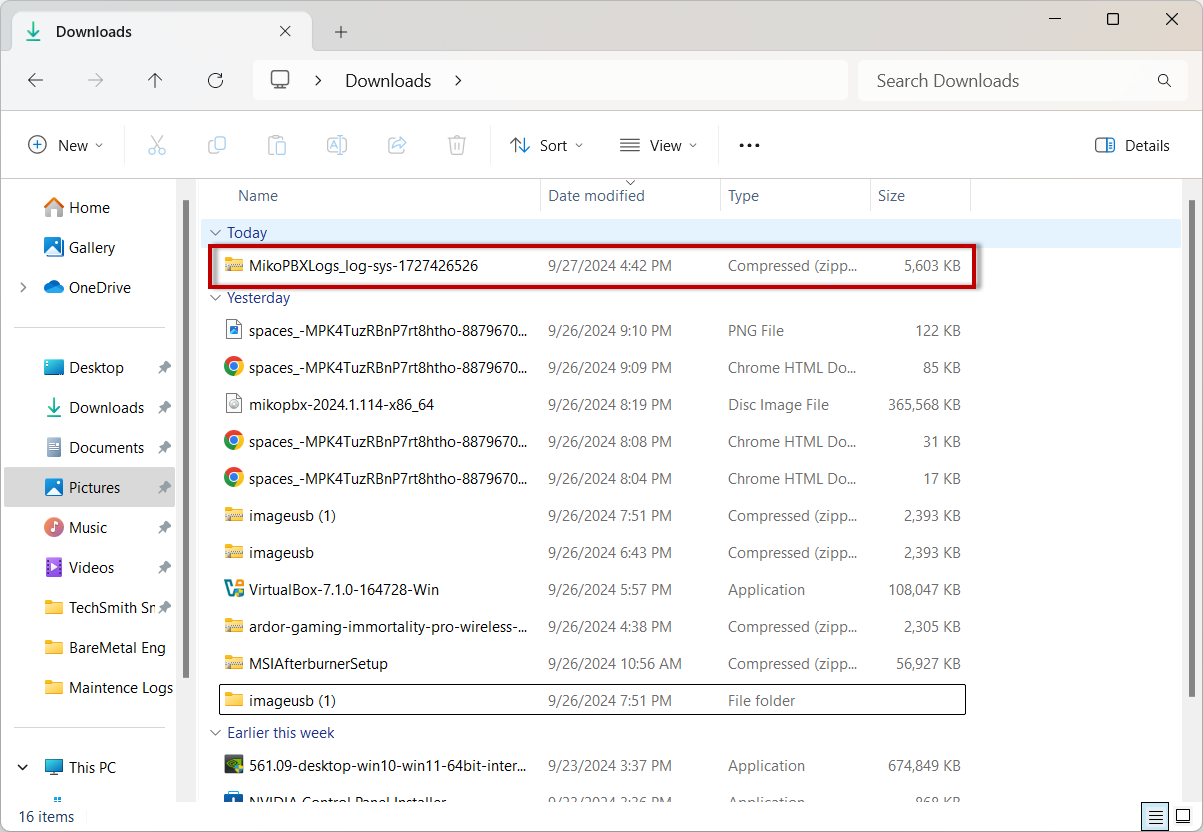 Downloads
Downloads
Search Downloads
New
Sort
View
Details
Name Date modified Type Size
Home
Gallery
OneDrive
Desktop
Downloads
Documents
Pictures
Music
Videos
TechSmith Sn
BareMetal Eng
Maintence Logs
This PC
Today
MikoPBXLogs_log-sys-1727426526 9/27/2024 4:42 PM Compressed (zipp... 5,603 KB
Yesterday
spaces_-MPK4TuzRBnP7rt8htho-8879670... 9/26/2024 9:10 PM PNG File 122 KB
spaces_-MPK4TuzRBnP7rt8htho-8879670... 9/26/2024 9:09 PM Chrome HTML Do... 85 KB
mikopbx-2024.1.114-x86_64 9/26/2024 8:19 PM Disc Image File 365,568 KB
spaces_-MPK4TuzRBnP7rt8htho-8879670... 9/26/2024 8:08 PM Chrome HTML Do... 31 KB
spaces_-MPK4TuzRBnP7rt8htho-8879670... 9/26/2024 8:04 PM Chrome HTML Do... 17 KB
imageusb (1) 9/26/2024 7:51 PM Compressed (zipp... 2,393 KB
imageusb 9/26/2024 6:43 PM Compressed (zipp... 2,393 KB
VirtualBox-7.1.0-164728-Win 9/26/2024 5:57 PM Application 108,047 KB
ardor-gaming-immortality-pro-wireless-... 9/26/2024 4:38 PM Compressed (zipp... 2,305 KB
MSIAfterburnerSetup 9/26/2024 10:56 AM Compressed (zipp... 56,927 KB
imageusb (1) 9/26/2024 7:51 PM File folder
Earlier this week
561.09-desktop-win10-win11-64bit-inter... 9/23/2024 3:37 PM Application 674,849 KB
NVIDIA Control Panel Installer 9/23/2024 3:36 PM Application 868 KB
16 items